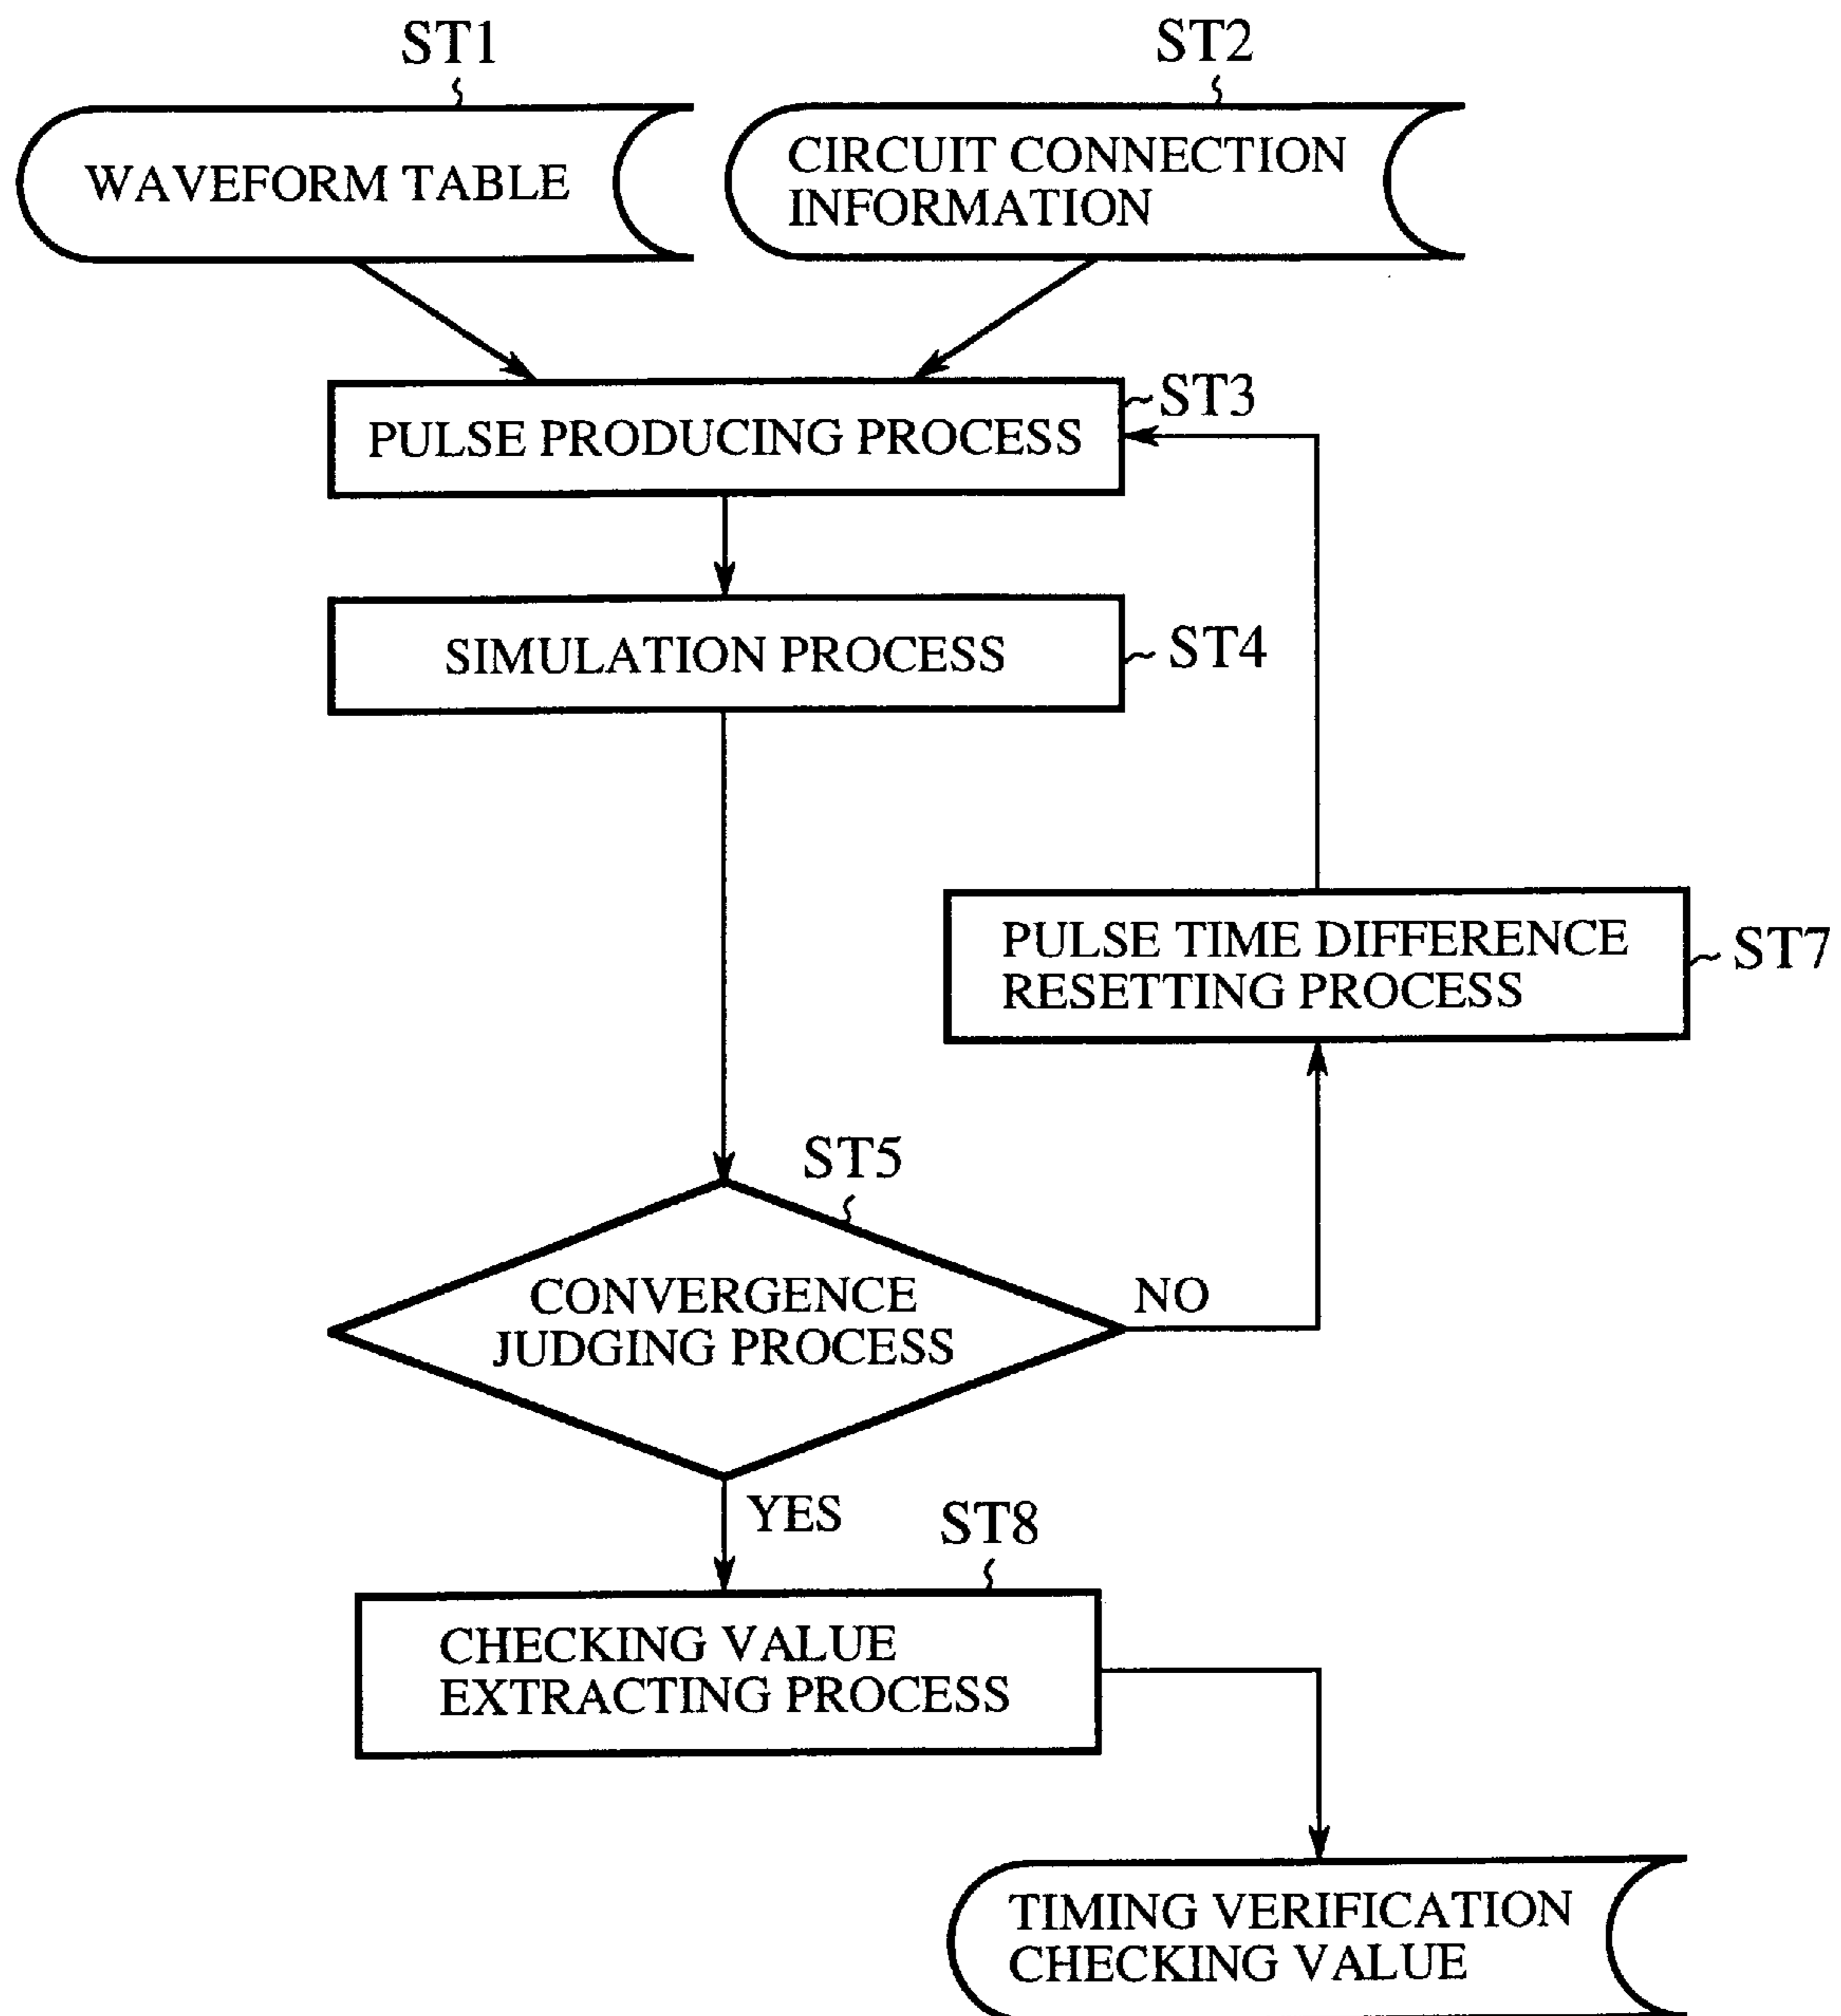 ST1
ST2
WAVEFORM TABLE
CIRCUIT CONNECTION
INFORMATION
ST3
PULSE PRODUCING PROCESS
SIMULATION PROCESS
ST4
PULSE TIME DIFFERENCE
RESETTING PROCESS
ST7
ST5
CONVERGENCE
JUDGING PROCESS
NO
YES
ST8
CHECKING VALUE
EXTRACTING PROCESS
TIMING VERIFICATION
CHECKING VALUE